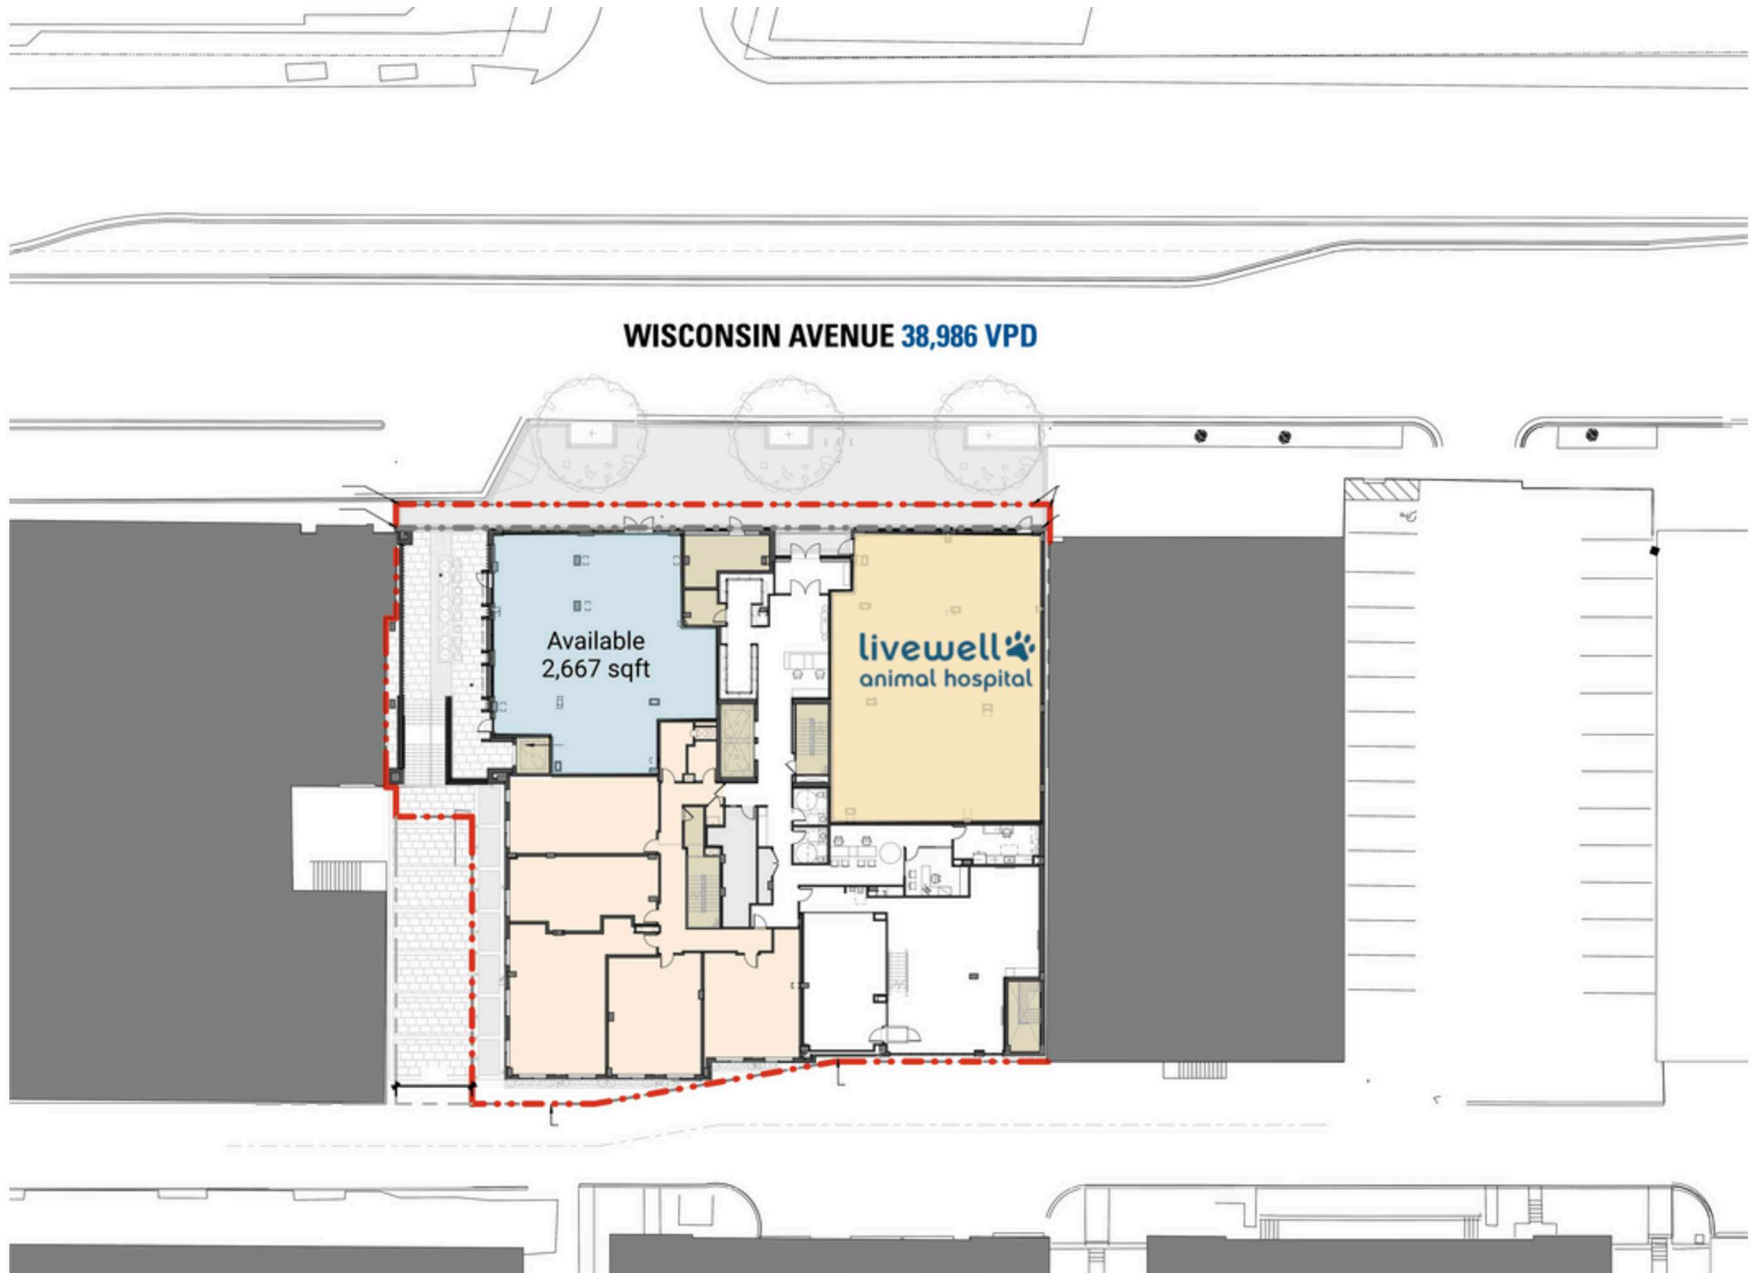 WISCONSIN AVENUE 38,986 VPD
Available
2,667 sqft
livewell
animal hospital